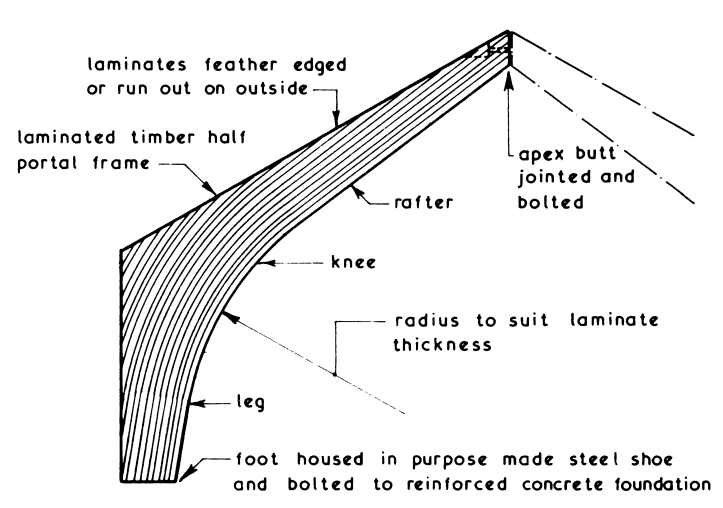 laminates feather edged
or run out on outside
laminated timber half
portal frame
apex butt
jointed and
bolted
rafter
knee
radius to suit laminate
thickness
leg
foot housed in purpose made steel shoe
and bolted to reinforced concrete foundation